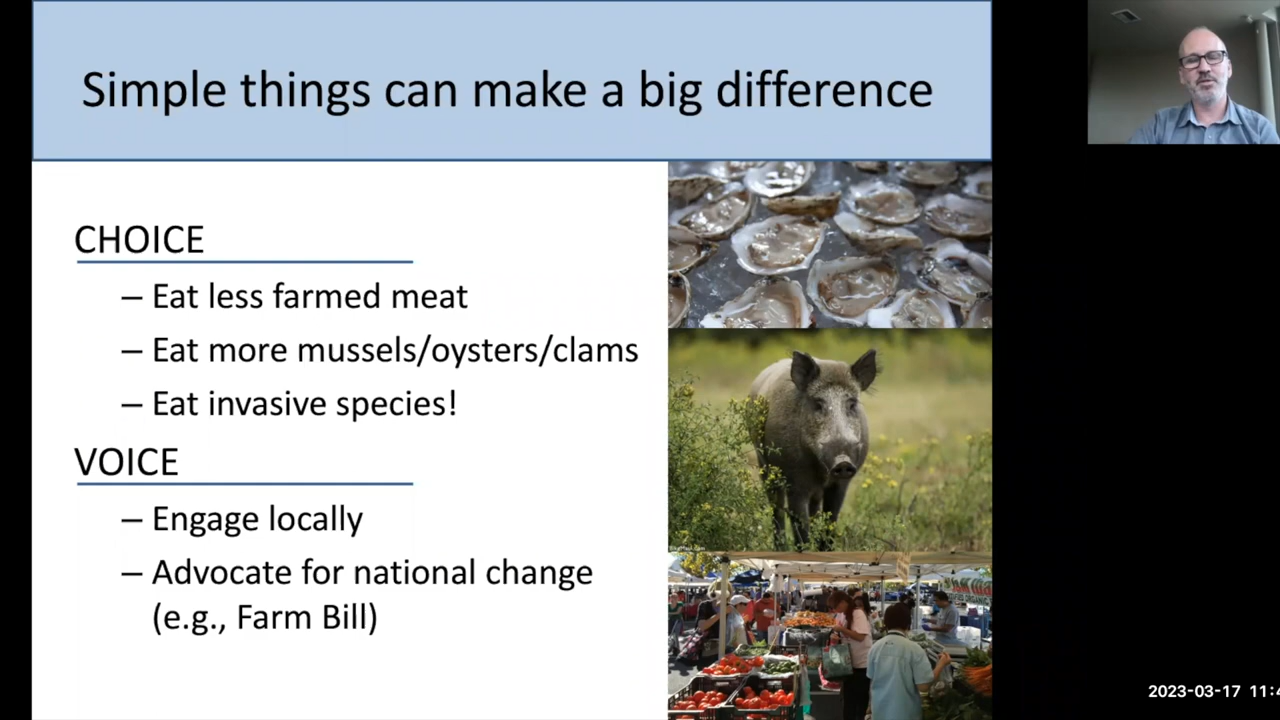 Simple things can make a big difference
CHOICE
– Eat less farmed meat
– Eat more mussels/oysters/clams
– Eat invasive species!
VOICE
– Engage locally
– Advocate for national change
(e.g., Farm Bill)
2023-03-17 11:4